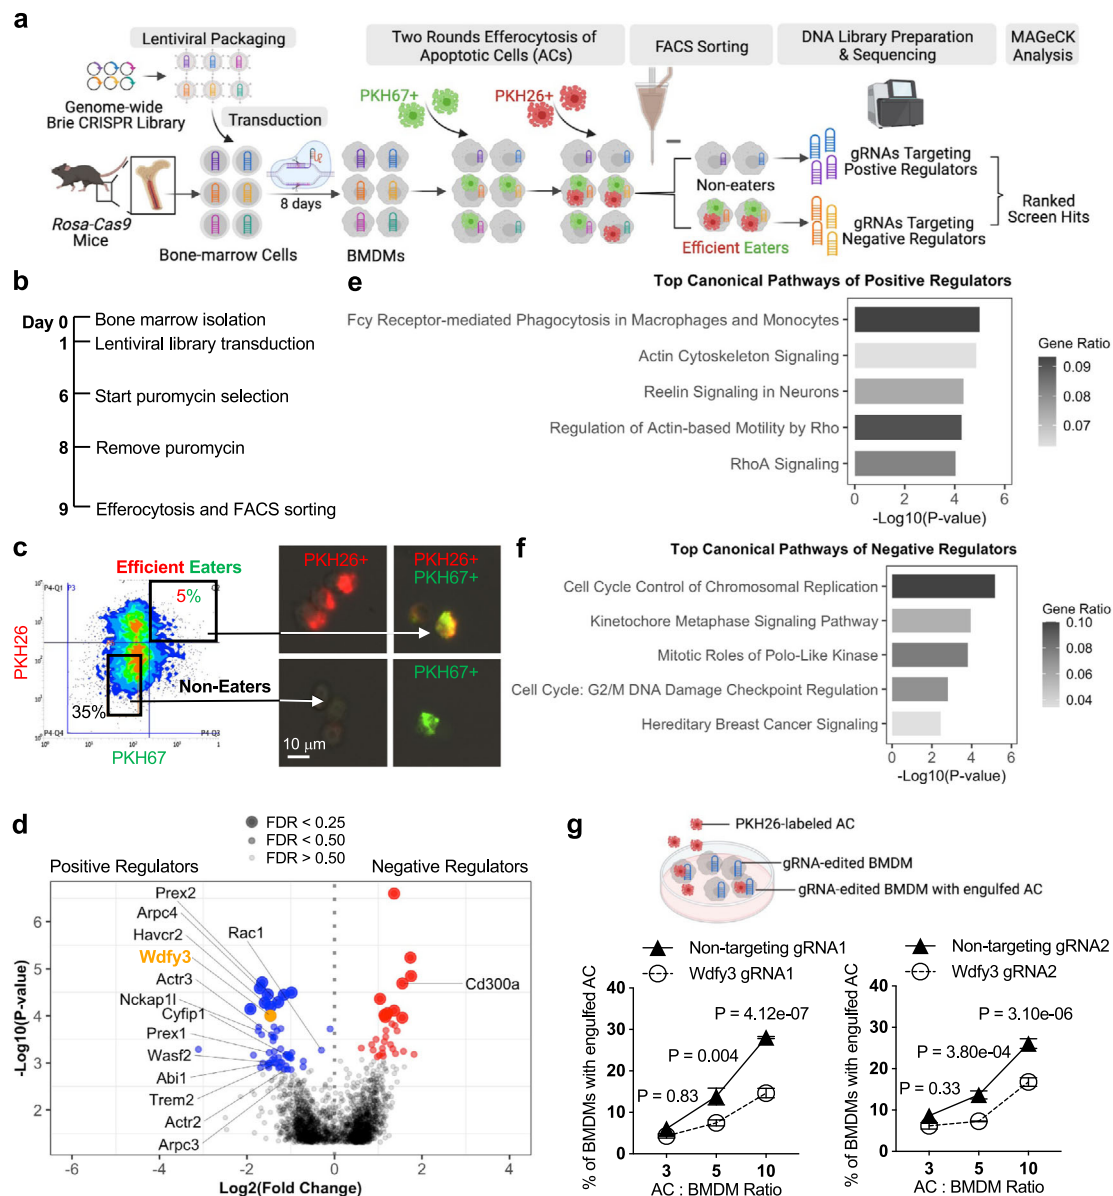 a
Lentiviral Packaging
Two Rounds Efferocytosis of
Apoptotic Cells (ACs)
FACS Sorting
DNA Library Preparation
& Sequencing
MAGeCK
Analysis
Genome-wide
Brie CRISPR Library
Transduction
PKH67+
PKH26+
Rosa-Cas9
Mice
8 days
Bone-marrow Cells
BMDMs
Non-eaters
Efficient Eaters
gRNAs Targeting
Postive Regulators
gRNAs Targeting
Negative Regulators
Ranked
Screen Hits
b
Day 0 Bone marrow isolation
1 Lentiviral library transduction
6 Start puromycin selection
8 Remove puromycin
9 Efferocytosis and FACS sorting
e
Top Canonical Pathways of Positive Regulators
Fcy Receptor-mediated Phagocytosis in Macrophages and Monocytes
Actin Cytoskeleton Signaling
Reelin Signaling in Neurons
Regulation of Actin-based Motility by Rho
RhoA Signaling
0 2 4 6
-Log10(P-value)
Gene Ratio
0.09
0.08
0.07
c
Efficient Eaters
P4-Q1
P3
Q2
5%
PKH26
Non-Eaters
35%
P4-Q4
P4-Q3
PKH67
PKH26+
PKH26+
PKH67+
PKH67+
10 µm
f
Top Canonical Pathways of Negative Regulators
Cell Cycle Control of Chromosomal Replication
Kinetochore Metaphase Signaling Pathway
Mitotic Roles of Polo-Like Kinase
Cell Cycle: G2/M DNA Damage Checkpoint Regulation
Hereditary Breast Cancer Signaling
0 2 4 6
-Log10(P-value)
Gene Ratio
0.10
0.08
0.06
0.04
d
FDR < 0.25
FDR < 0.50
FDR > 0.50
Positive Regulators
Negative Regulators
Prex2
Arpc4
Havcr2
Rac1
Wdfy3
Actr3
Cd300a
Nckap1l
Cyfip1
Prex1
Wasf2
Abi1
Trem2
Actr2
Arpc3
-Log10(P-value)
6
5
4
3
2
-6 -4 -2 0 2 4
Log2(Fold Change)
g
PKH26-labeled AC
gRNA-edited BMDM
gRNA-edited BMDM with engulfed AC
Non-targeting gRNA1
Wdfy3 gRNA1
% of BMDMs with engulfed AC
40
30
20
10
0
P = 4.12e-07
P = 0.004
P = 0.83
3 5 10
AC : BMDM Ratio
Non-targeting gRNA2
Wdfy3 gRNA2
% of BMDMs with engulfed AC
40
30
20
10
0
P = 3.10e-06
P = 3.80e-04
P = 0.33
3 5 10
AC : BMDM Ratio